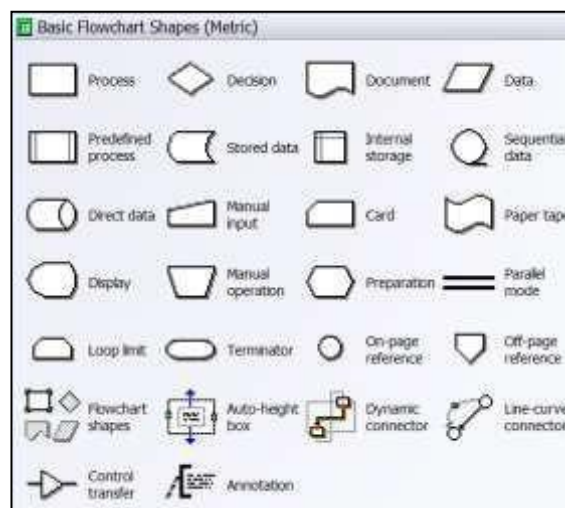 Basic Flowchart Shapes (Metric)
Process
Decision
Document
Data
Predefined
process
Stored data
Internal
storage
Sequential
data
Direct data
Manual
input
Card
Paper tape
Display
Manual
operation
Preparation
Parallel
mode
Loop limit
Terminator
On-page
reference
Off-page
reference
Flowchart
shapes
Auto-height
box
Dynamic
connector
Line-curve
connector
Control
transfer
Annotation